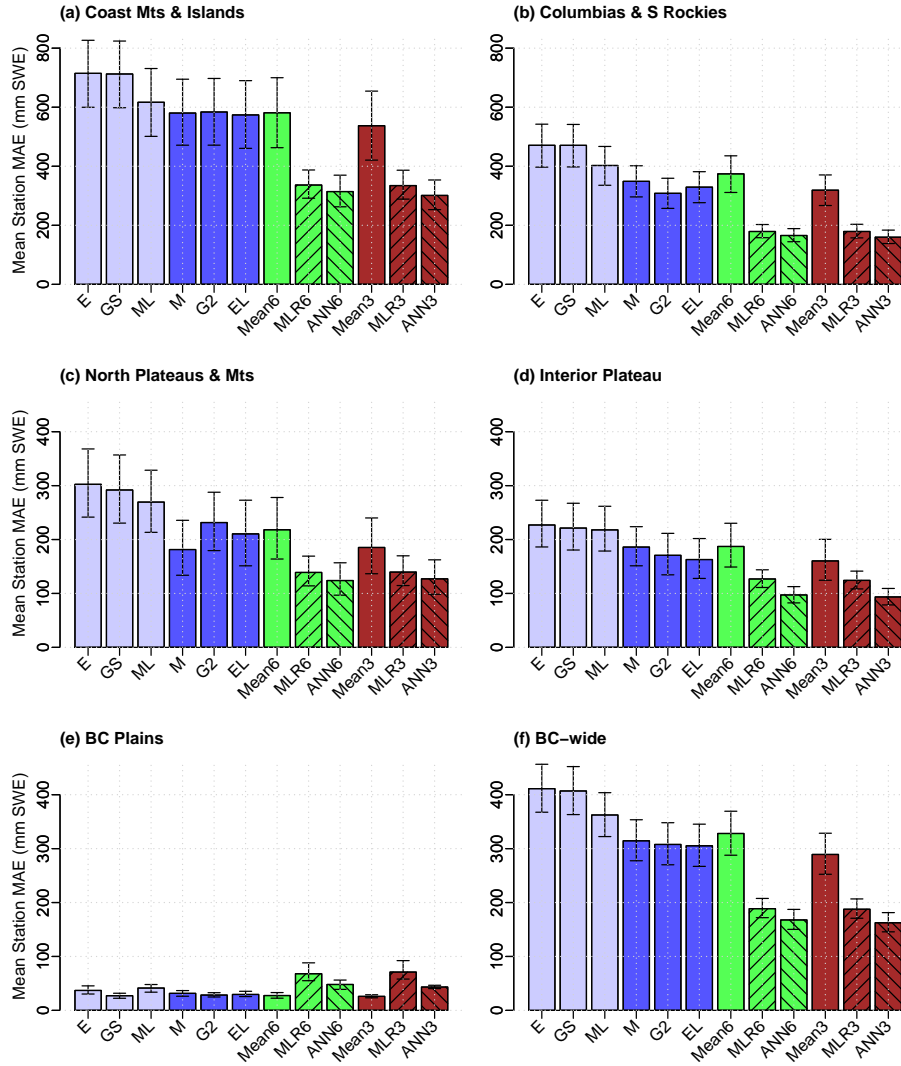 (a) Coast Mts & Islands
Mean Station MAE (mm SWE)
0 200 400 600 800
E GS ML M G2 EL Mean6 MLR6 ANN6 Mean3 MLR3 ANN3
(b) Columbias & S Rockies
0 200 400 600 800
E GS ML M G2 EL Mean6 MLR6 ANN6 Mean3 MLR3 ANN3
(c) North Plateaus & Mts
Mean Station MAE (mm SWE)
0 100 200 300 400
E GS ML M G2 EL Mean6 MLR6 ANN6 Mean3 MLR3 ANN3
(d) Interior Plateau
0 100 200 300 400
E GS ML M G2 EL Mean6 MLR6 ANN6 Mean3 MLR3 ANN3
(e) BC Plains
Mean Station MAE (mm SWE)
0 100 200 300 400
E GS ML M G2 EL Mean6 MLR6 ANN6 Mean3 MLR3 ANN3
(f) BC−wide
0 100 200 300 400
E GS ML M G2 EL Mean6 MLR6 ANN6 Mean3 MLR3 ANN3